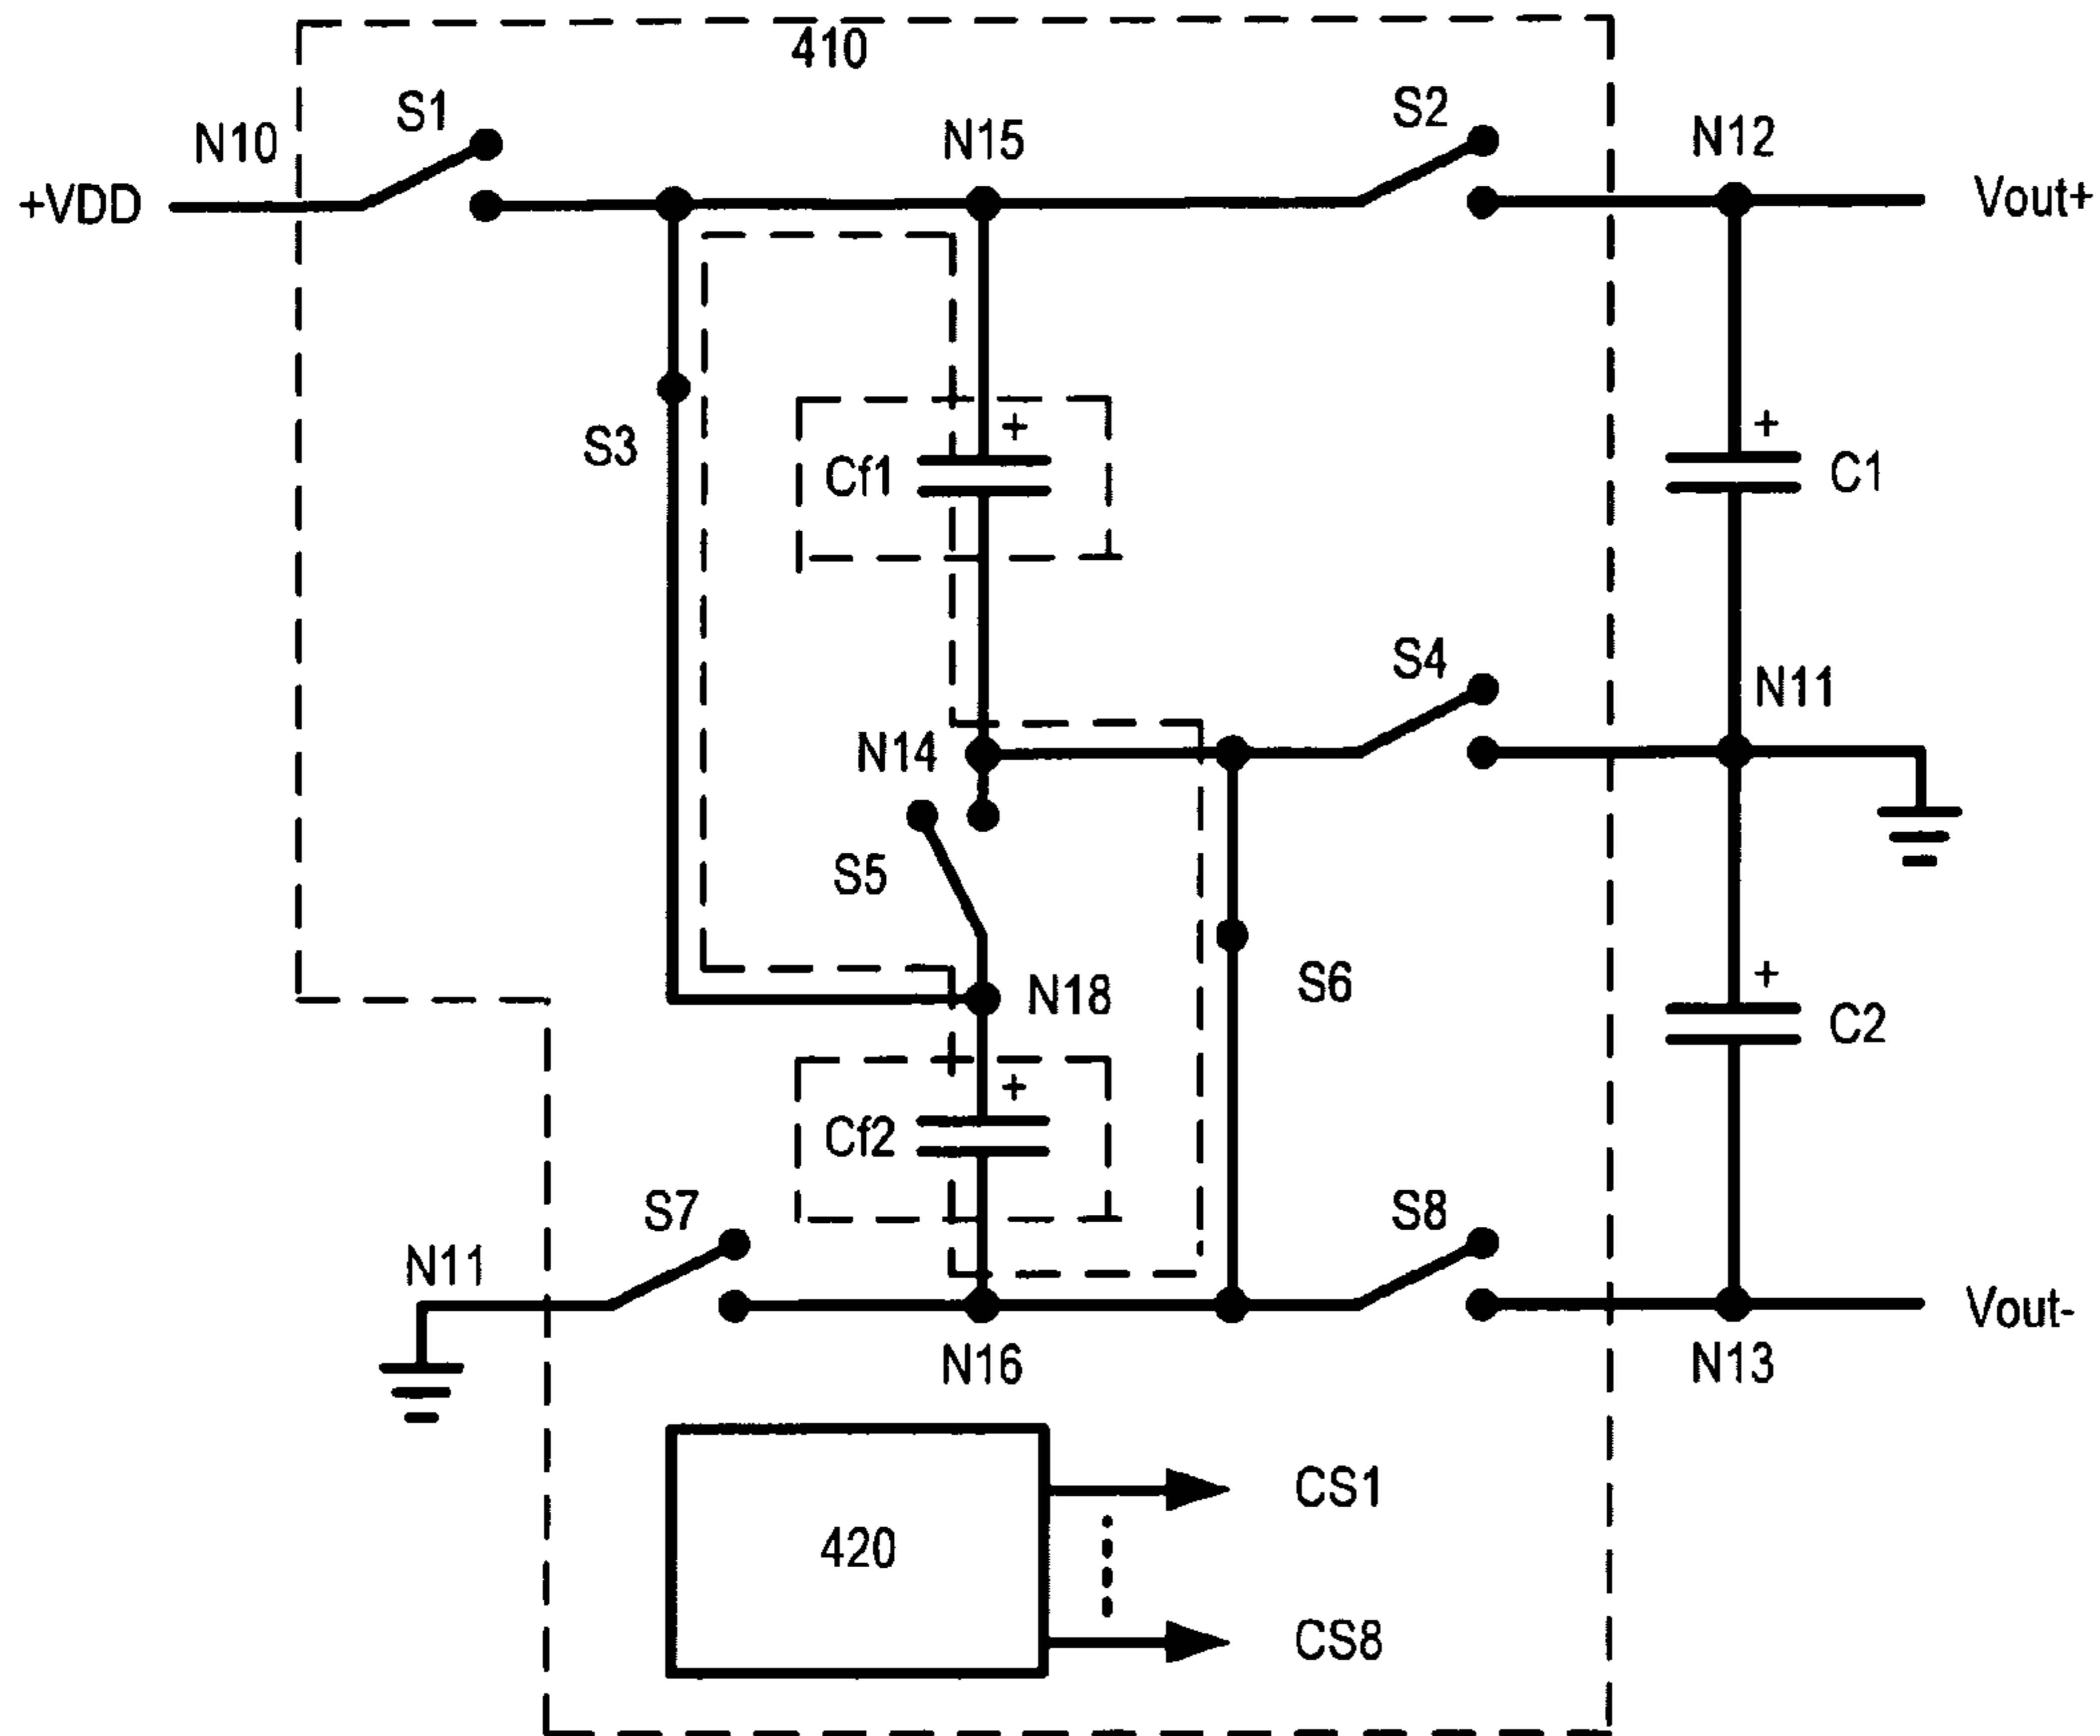 410
S1
S2
N10
N15
N12
+VDD
Vout+
S3
+
Cf1
+
C1
S4
N11
N14
S5
S6
N18
+
C2
+
Cf2
S7
S8
N11
Vout-
N16
N13
CS1
420
CS8